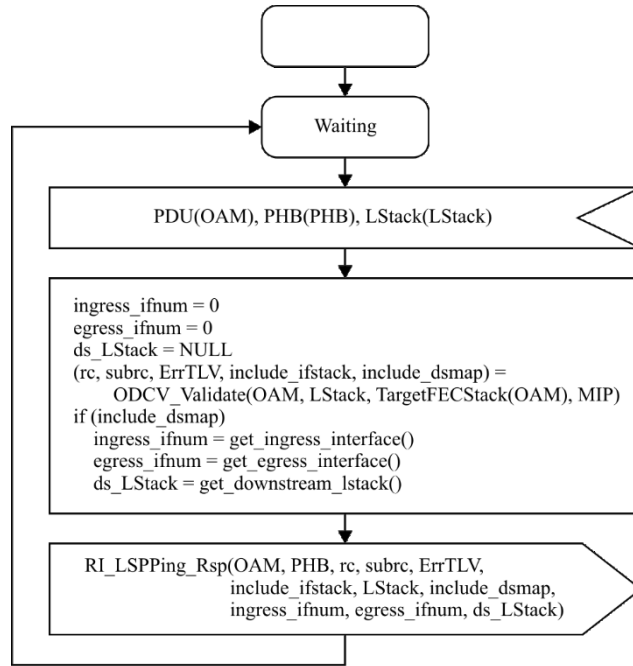 Waiting
PDU(OAM), PHB(PHB), LStack(LStack)
ingress_ifnum = 0
egress_ifnum = 0
ds_LStack = NULL
(rc, subrc, ErrTLV, include_ifstack, include_dsmap) =
ODCV_Validate(OAM, LStack, TargetFECStack(OAM), MIP)
if (include_dsmap)
ingress_ifnum = get_ingress_interface()
egress_ifnum = get_egress_interface()
ds_LStack = get_downstream_lstack()
RI_LSPPing_Rsp(OAM, PHB, rc, subrc, ErrTLV,
include_ifstack, LStack, include_dsmap,
ingress_ifnum, egress_ifnum, ds_LStack)